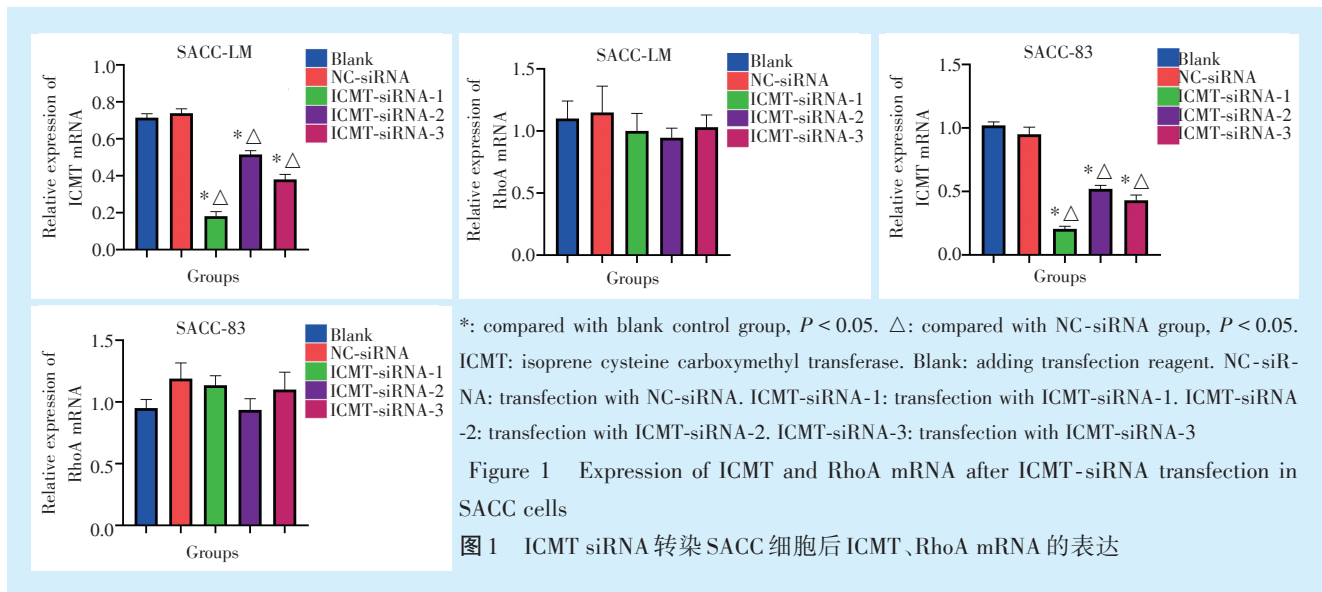 SACC-LM
Relative expression of
ICMT mRNA
1.0
0.8
0.6
0.4
0.2
0.0
*△
*△
*△
Groups
Blank
NC-siRNA
ICMT-siRNA-1
ICMT-siRNA-2
ICMT-siRNA-3
SACC-LM
Relative expression of
RhoA mRNA
1.5
1.0
0.5
0.0
Groups
Blank
NC-siRNA
ICMT-siRNA-1
ICMT-siRNA-2
ICMT-siRNA-3
SACC-83
Relative expression of
ICMT mRNA
1.5
1.0
0.5
0.0
*△
*△
*△
Groups
Blank
NC-siRNA
ICMT-siRNA-1
ICMT-siRNA-2
ICMT-siRNA-3
SACC-83
Relative expression of
RhoA mRNA
1.5
1.0
0.5
0.0
Groups
Blank
NC-siRNA
ICMT-siRNA-1
ICMT-siRNA-2
ICMT-siRNA-3
*: compared with blank control group, P < 0.05. △: compared with NC-siRNA group, P < 0.05.
ICMT: isoprene cysteine carboxymethyl transferase. Blank: adding transfection reagent. NC-siR-
NA: transfection with NC-siRNA. ICMT-siRNA-1: transfection with ICMT-siRNA-1. ICMT-siRNA
-2: transfection with ICMT-siRNA-2. ICMT-siRNA-3: transfection with ICMT-siRNA-3
Figure 1 Expression of ICMT and RhoA mRNA after ICMT-siRNA transfection in
SACC cells
图1 ICMT siRNA转染SACC细胞后ICMT、RhoA mRNA的表达